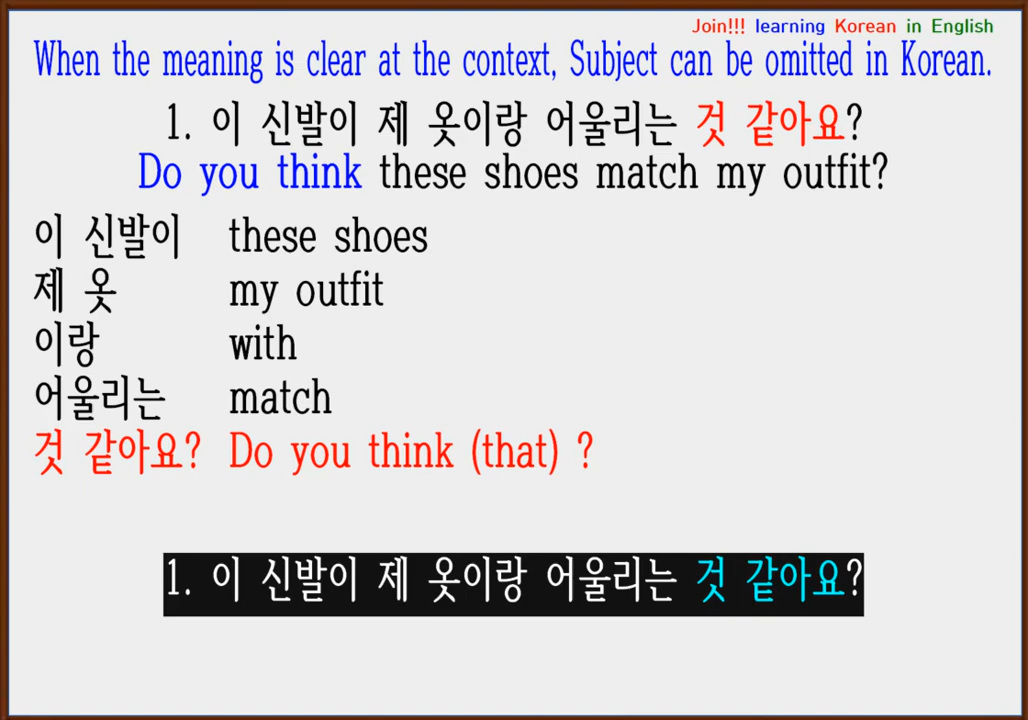 Join!!! learning Korean in English
When the meaning is clear at the context, Subject can be omitted in Korean.
1. 이 신발이 제 옷이랑 어울리는 것 같아요?
Do you think these shoes match my outfit?
이 신발이 these shoes
제 옷 my outfit
이랑 with
어울리는 match
것 같아요? Do you think (that) ?
1. 이 신발이 제 옷이랑 어울리는 것 같아요?